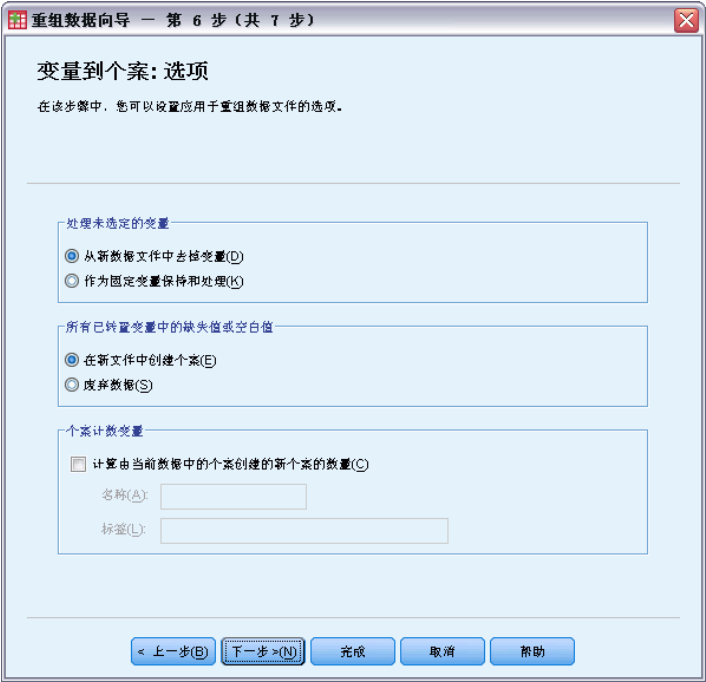 重组数据向导 — 第 6 步（共 7 步）
变量到个案: 选项
在该步骤中，您可以设置应用于重组数据文件的选项。
处理未选定的变量
从新数据文件中去掉变量(D)
作为固定变量保持和处理(K)
所有已转置变量中的缺失值或空白值
在新文件中创建个案(E)
废弃数据(S)
个案计数变量
计算由当前数据中的个案创建的新个案的数量(C)
名称(A):
标签(L):
< 上一步(B) 下一步 >(N) 完成 取消 帮助